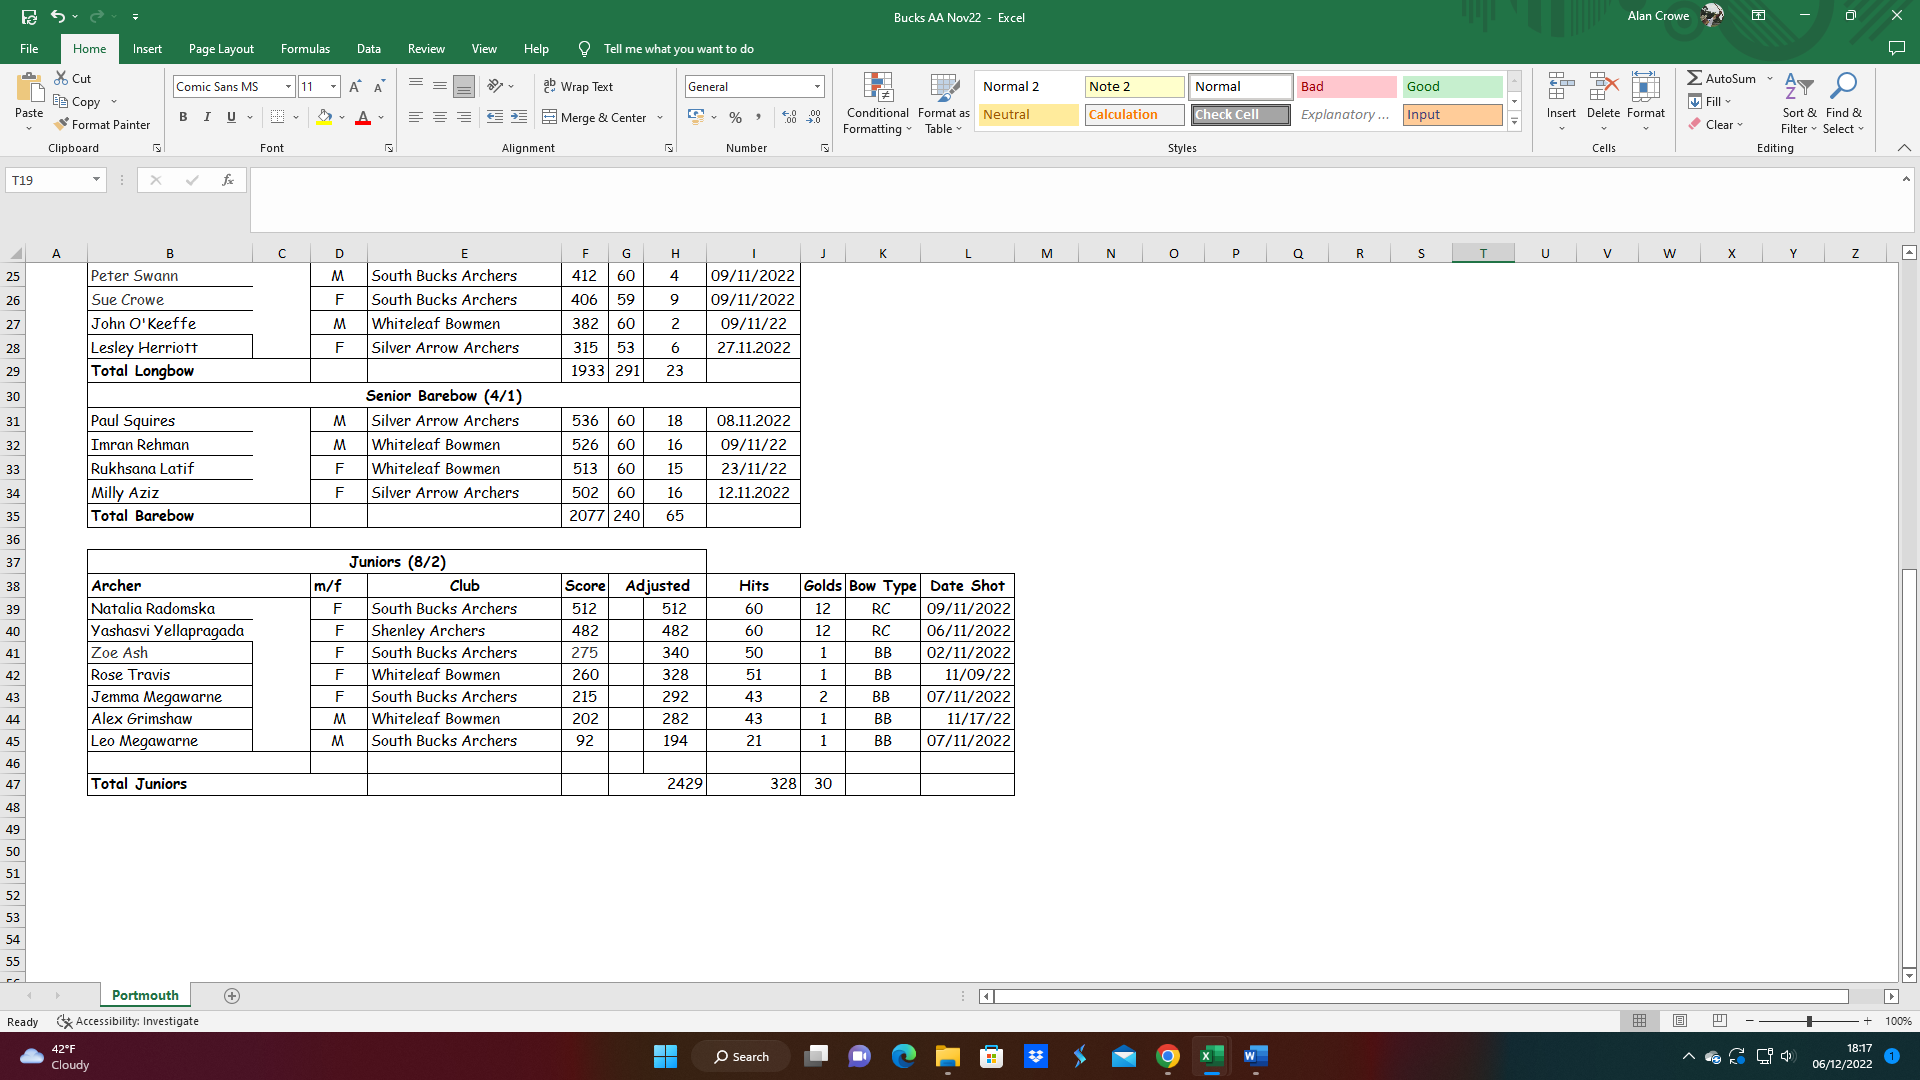 Bucks AA Nov22 - Excel
Alan Crowe
File Home Insert Page Layout Formulas Data Review View Help Tell me what you want to do
Paste
Cut
Copy
Format Painter
Clipboard
Comic Sans MS 11
B I U
Font
Wrap Text
Merge & Center
Alignment
General
Number
Conditional Formatting
Format as Table
Normal 2 Note 2 Normal Bad Good
Neutral Calculation Check Cell Explanatory ... Input
Styles
Insert Delete Format
Cells
AutoSum
Fill
Clear
Sort & Filter
Find & Select
Editing
T19 fx
A B C D E F G H I J K L M N O P Q R S T U V W X Y Z
25 Peter Swann M South Bucks Archers 412 60 4 09/11/2022
26 Sue Crowe F South Bucks Archers 406 59 9 09/11/2022
27 John O'Keeffe M Whiteleaf Bowmen 382 60 2 09/11/22
28 Lesley Herriott F Silver Arrow Archers 315 53 6 27.11.2022
29 Total Longbow 1933 291 23
30 Senior Barebow (4/1)
31 Paul Squires M Silver Arrow Archers 536 60 18 08.11.2022
32 Imran Rehman M Whiteleaf Bowmen 526 60 16 09/11/22
33 Rukhsana Latif F Whiteleaf Bowmen 513 60 15 23/11/22
34 Milly Aziz F Silver Arrow Archers 502 60 16 12.11.2022
35 Total Barebow 2077 240 65
36
37 Juniors (8/2)
38 Archer m/f Club Score Adjusted Hits Golds Bow Type Date Shot
39 Natalia Radomska F South Bucks Archers 512 512 60 12 RC 09/11/2022
40 Yashasvi Yellapragada F Shenley Archers 482 482 60 12 RC 06/11/2022
41 Zoe Ash F South Bucks Archers 275 340 50 1 BB 02/11/2022
42 Rose Travis F Whiteleaf Bowmen 260 328 51 1 BB 11/09/22
43 Jemma Megawarne F South Bucks Archers 215 292 43 2 BB 07/11/2022
44 Alex Grimshaw M Whiteleaf Bowmen 202 282 43 1 BB 11/17/22
45 Leo Megawarne M South Bucks Archers 92 194 21 1 BB 07/11/2022
46
47 Total Juniors 2429 328 30
48
49
50
51
52
53
54
55
Portmouth
Ready Accessibility: Investigate 100%
42°F
Cloudy
Search
18:17
06/12/2022
1